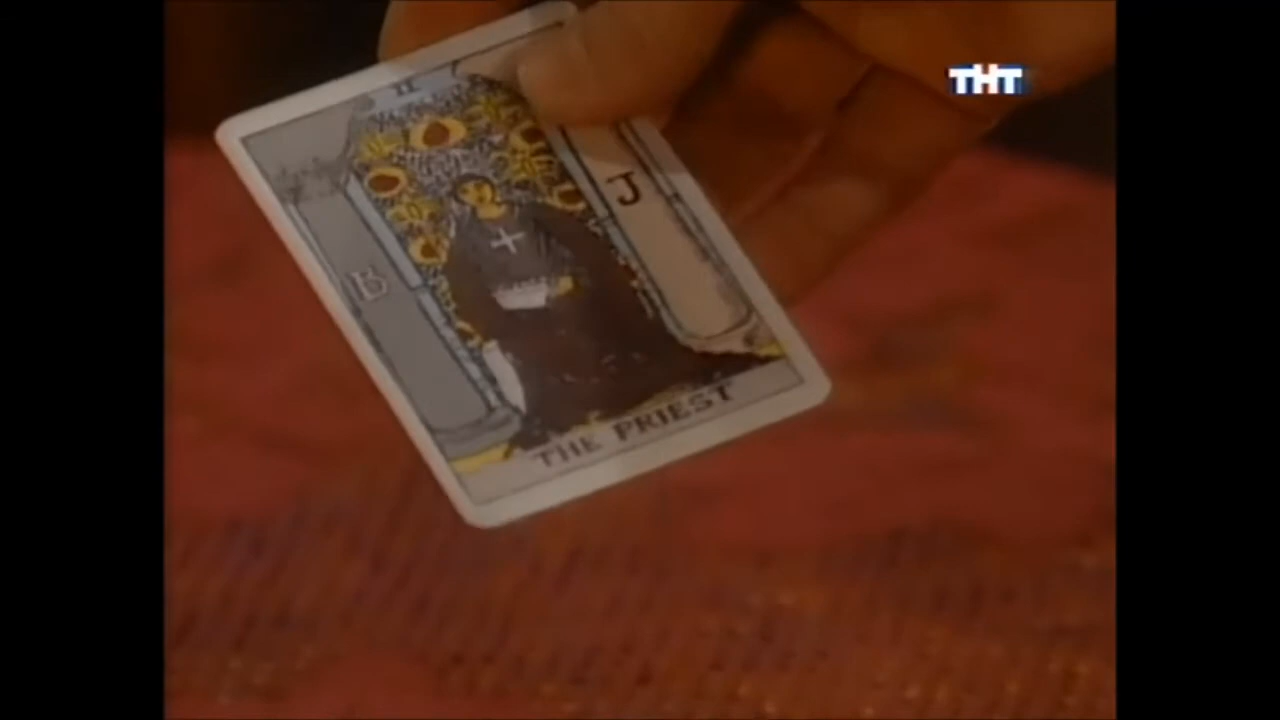 II
ТНТ
J
B
THE PRIEST